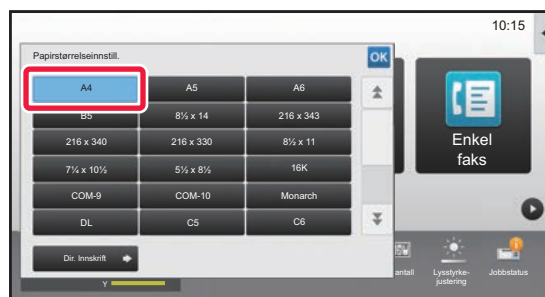 10:15
Papirstørrelseinnstill.
OK
A4 A5 A6
B5 8½ x 14 216 x 343
216 x 340 216 x 330 8½ x 11
7¼ x 10½ 5½ x 8½ 16K
COM-9 COM-10 Monarch
DL C5 C6
Dir. Innskrift
Enkel
faks
antall
Lysstyrke-
justering
Jobbstatus
Y